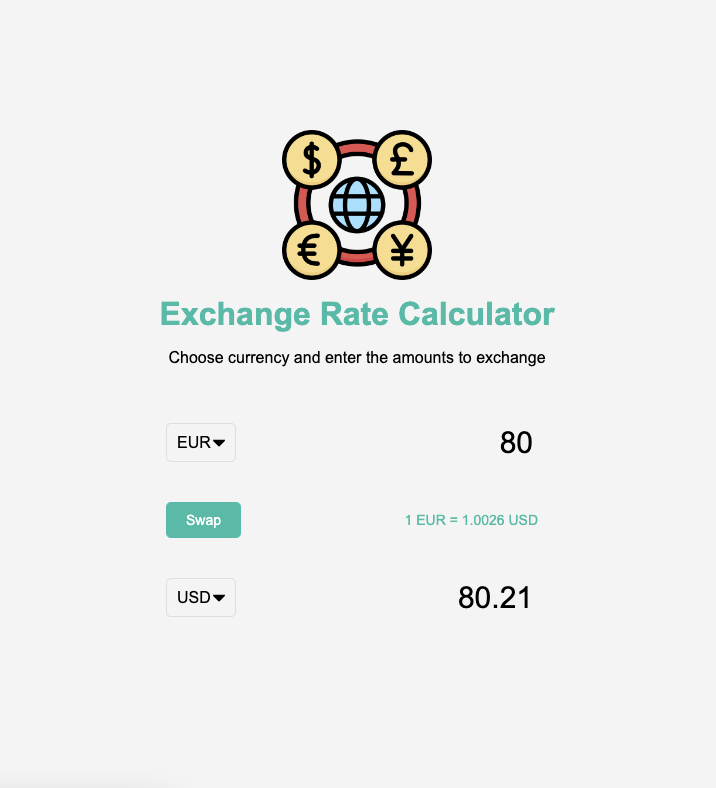 $ £
€ ¥
Exchange Rate Calculator
Choose currency and enter the amounts to exchange
EUR 80
Swap 1 EUR = 1.0026 USD
USD 80.21